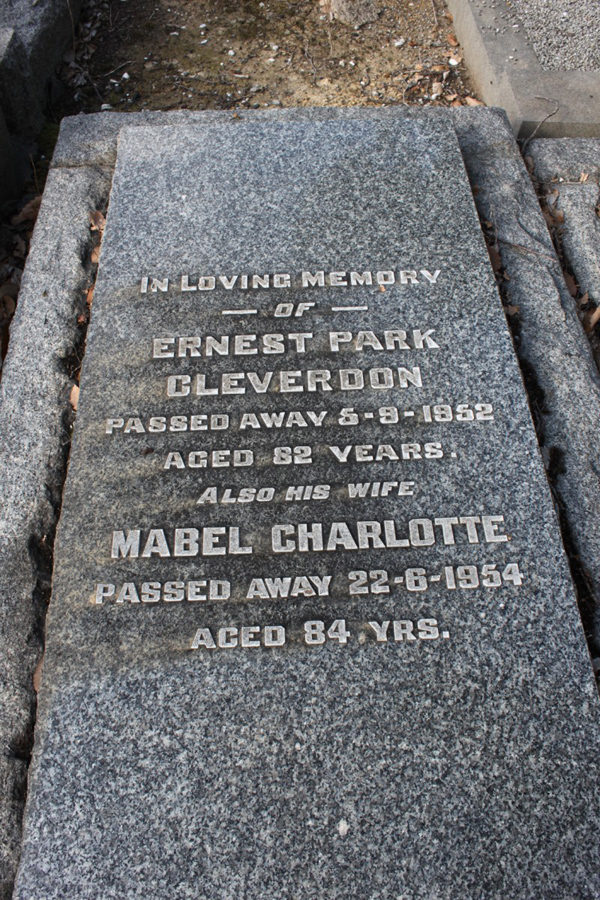 IN LOVING MEMORY
— OF —
ERNEST PARK
CLEVERDON
PASSED AWAY 5-9-1952
AGED 82 YEARS.
ALSO HIS WIFE
MABEL CHARLOTTE
PASSED AWAY 22-6-1954
AGED 84 YRS.